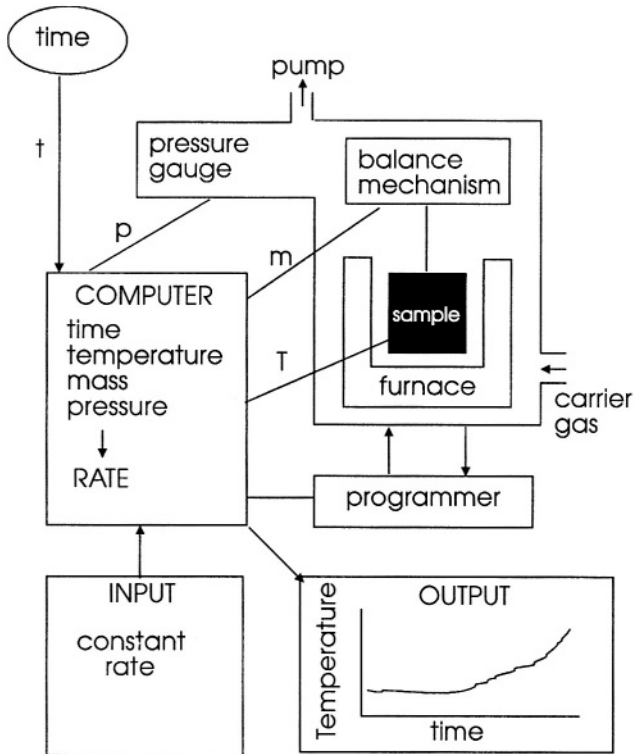 time
pump
t
pressure
gauge
balance
mechanism
p
m
COMPUTER
time
temperature
mass
pressure
RATE
T
sample
furnace
carrier
gas
programmer
INPUT
constant
rate
OUTPUT
Temperature
time